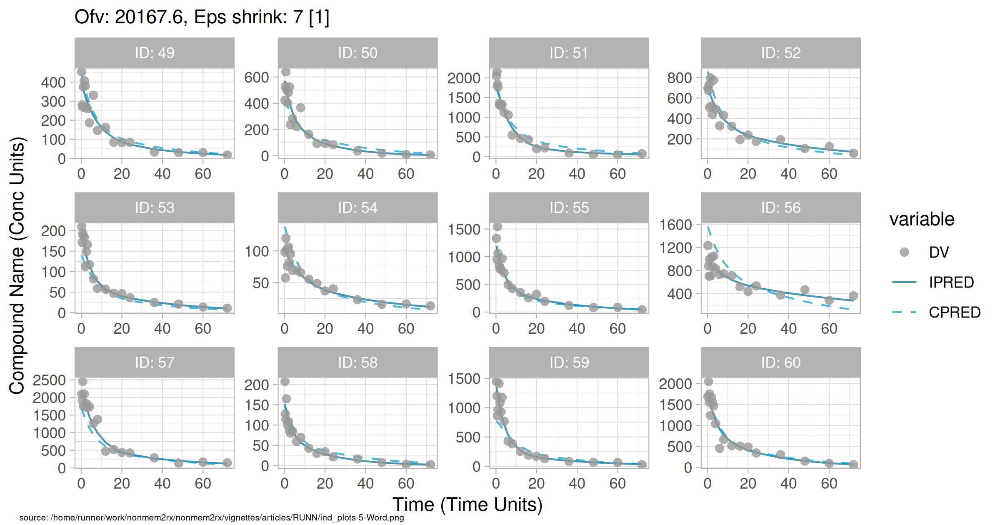 Ofv: 20167.6, Eps shrink: 7 [1]
Compound Name (Conc Units)
ID: 49
400
300
200
100
0
0 20 40 60
ID: 50
600
400
200
0
0 20 40 60
ID: 51
2000
1500
1000
500
0
0 20 40 60
ID: 52
800
600
400
200
0 20 40 60
ID: 53
200
150
100
50
0
0 20 40 60
ID: 54
100
50
0 20 40 60
ID: 55
1500
1000
500
0
0 20 40 60
ID: 56
1600
1200
800
400
0 20 40 60
ID: 57
2500
2000
1500
1000
500
0
0 20 40 60
ID: 58
200
150
100
50
0
0 20 40 60
ID: 59
1500
1000
500
0
0 20 40 60
ID: 60
2000
1500
1000
500
0
0 20 40 60
variable
DV
IPRED
CPRED
Time (Time Units)
source: /home/runner/work/nonmem2rx/nonmem2rx/vignettes/articles/RUNN/ind_plots-5-Word.png